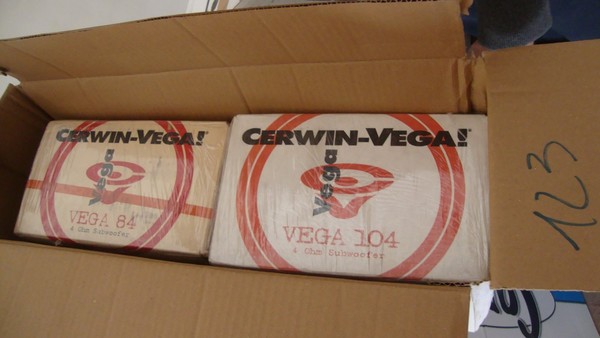 CERWIN-VEGA!
Vega
VEGA 84
4 Ohm Subwoofer
CERWIN-VEGA!
Vega
VEGA 104
4 Ohm Subwoofer
123